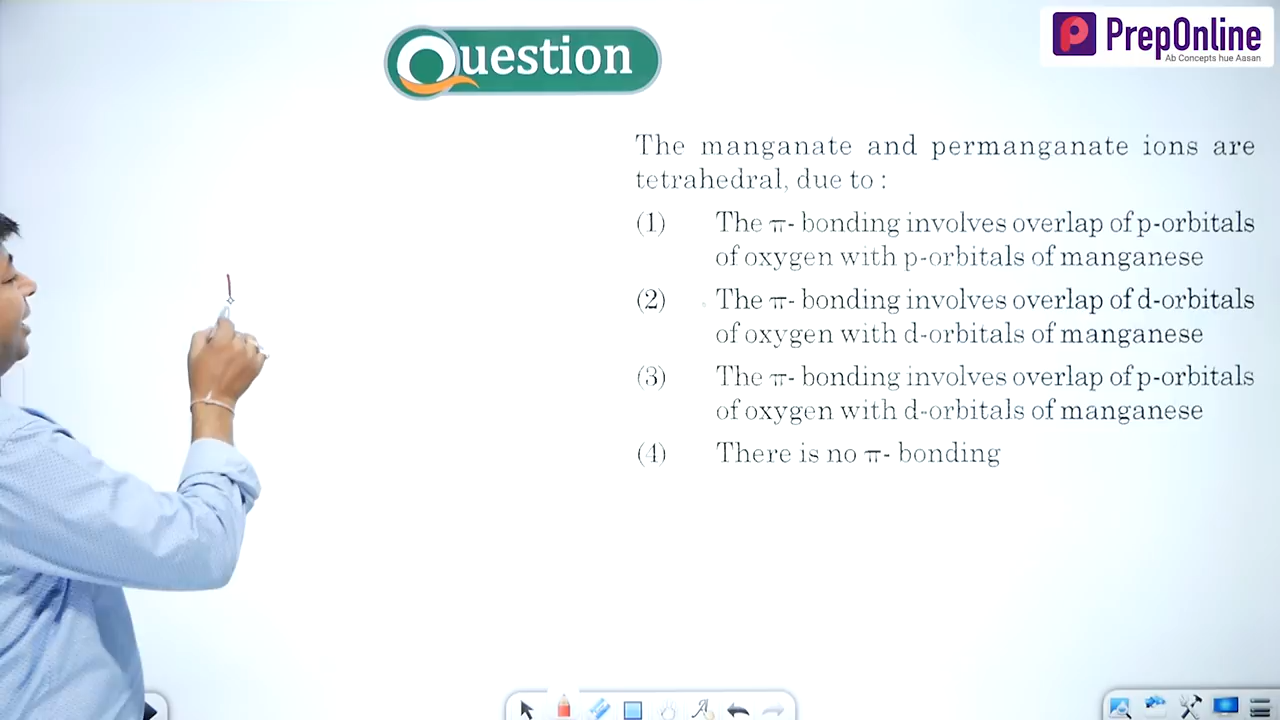 Question
PrepOnline
Ab Concepts hue Aasan
The manganate and permanganate ions are
tetrahedral, due to :
(1) The π- bonding involves overlap of p-orbitals
of oxygen with p-orbitals of manganese
(2) The π- bonding involves overlap of d-orbitals
of oxygen with d-orbitals of manganese
(3) The π- bonding involves overlap of p-orbitals
of oxygen with d-orbitals of manganese
(4) There is no π- bonding